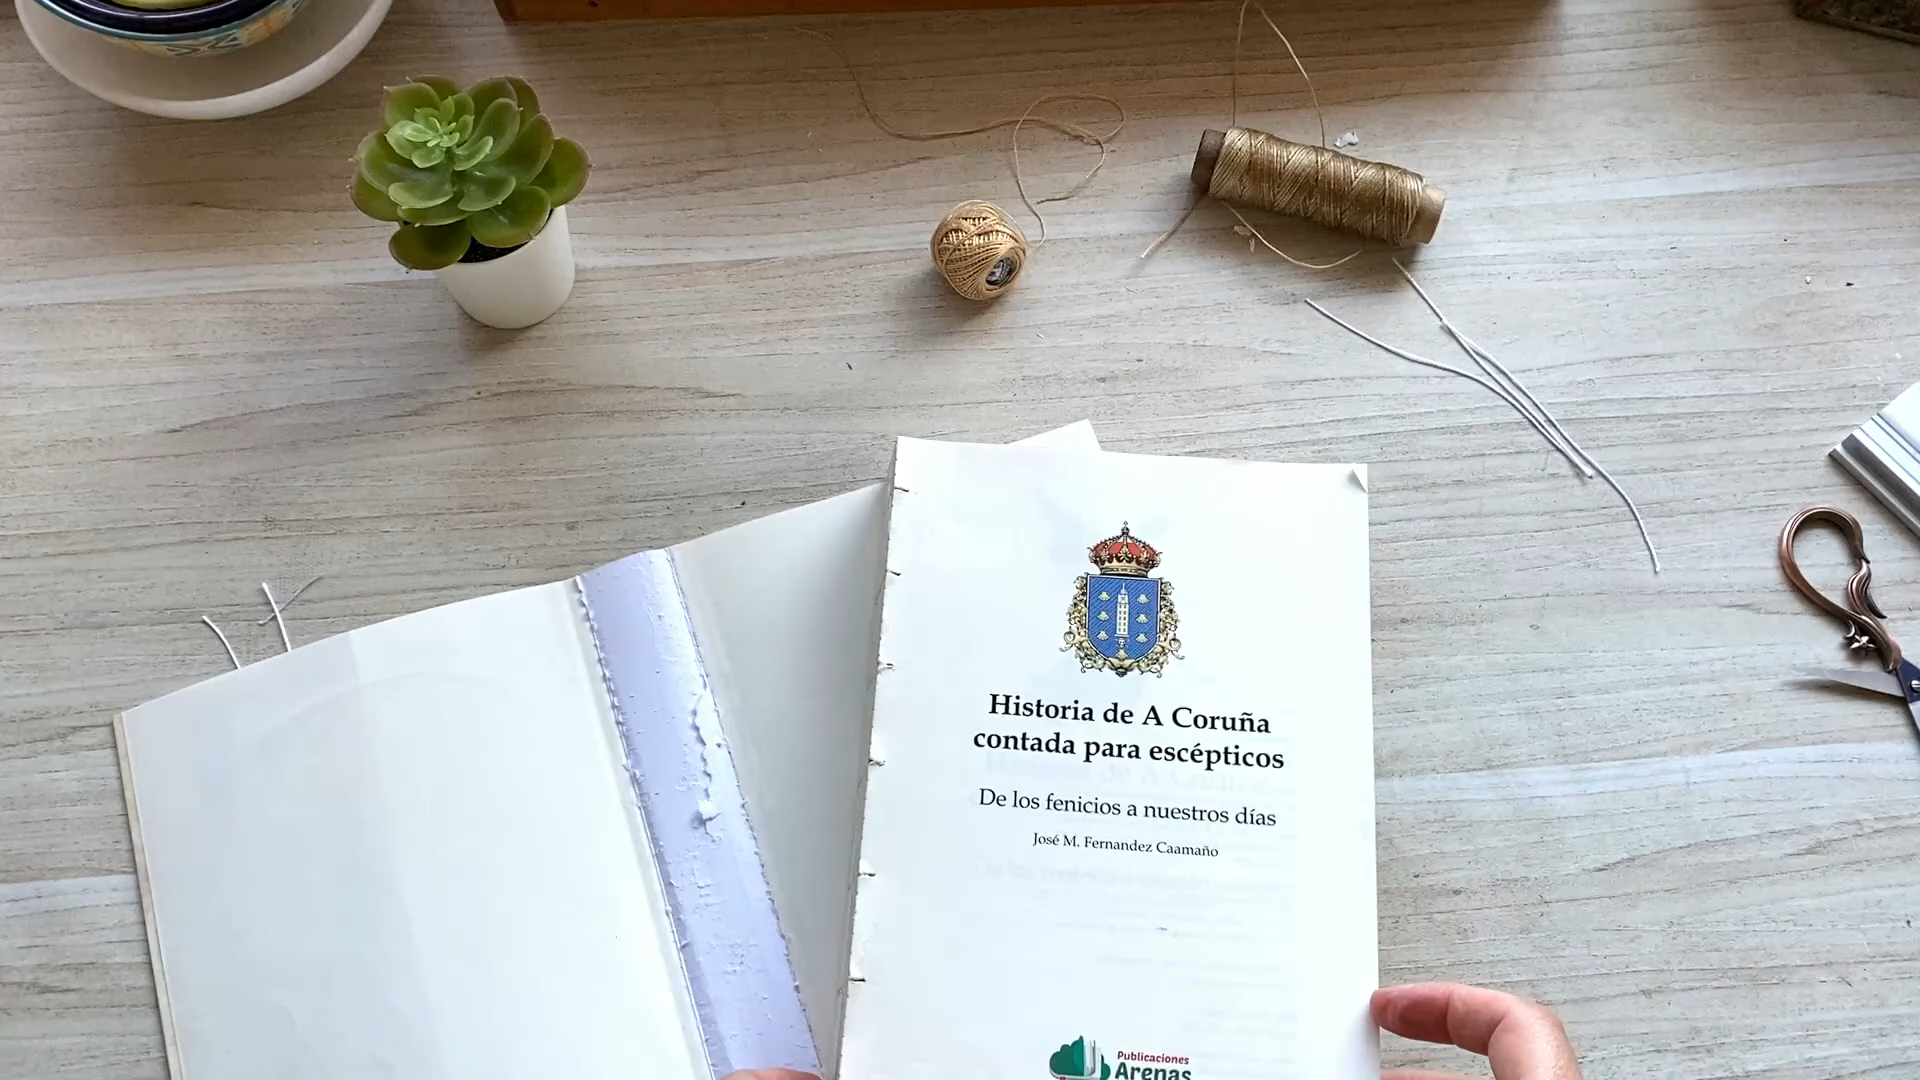 Historia de A Coruña
contada para escépticos
De los fenicios a nuestros días
José M. Fernandez Caamaño
Publicaciones
Arenas